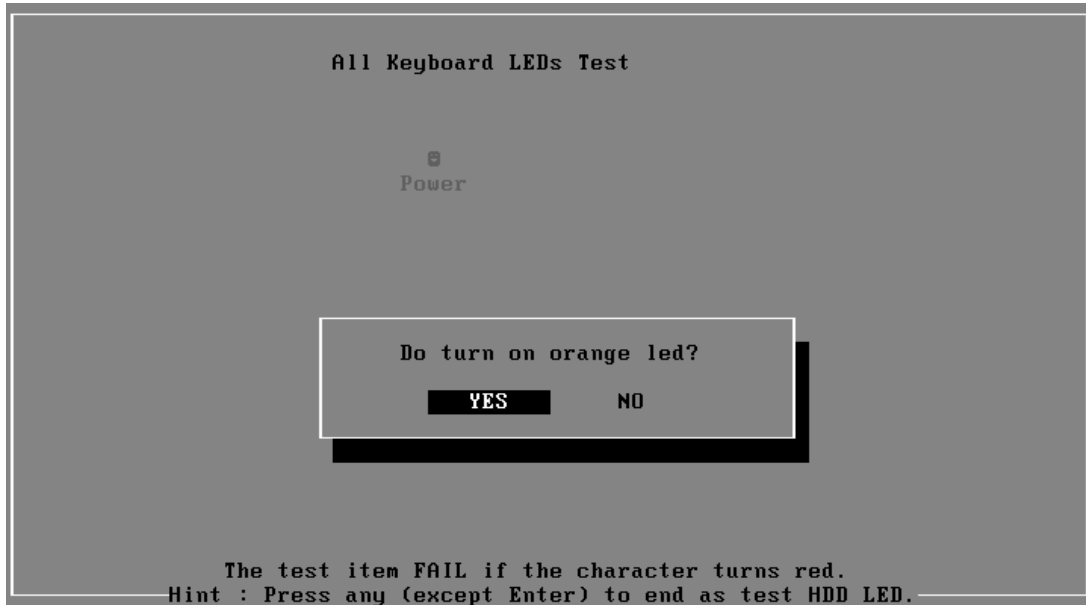 All Keyboard LEDs Test
Power
Do turn on orange led?
YES NO
The test item FAIL if the character turns red.
Hint : Press any (except Enter) to end as test HDD LED.